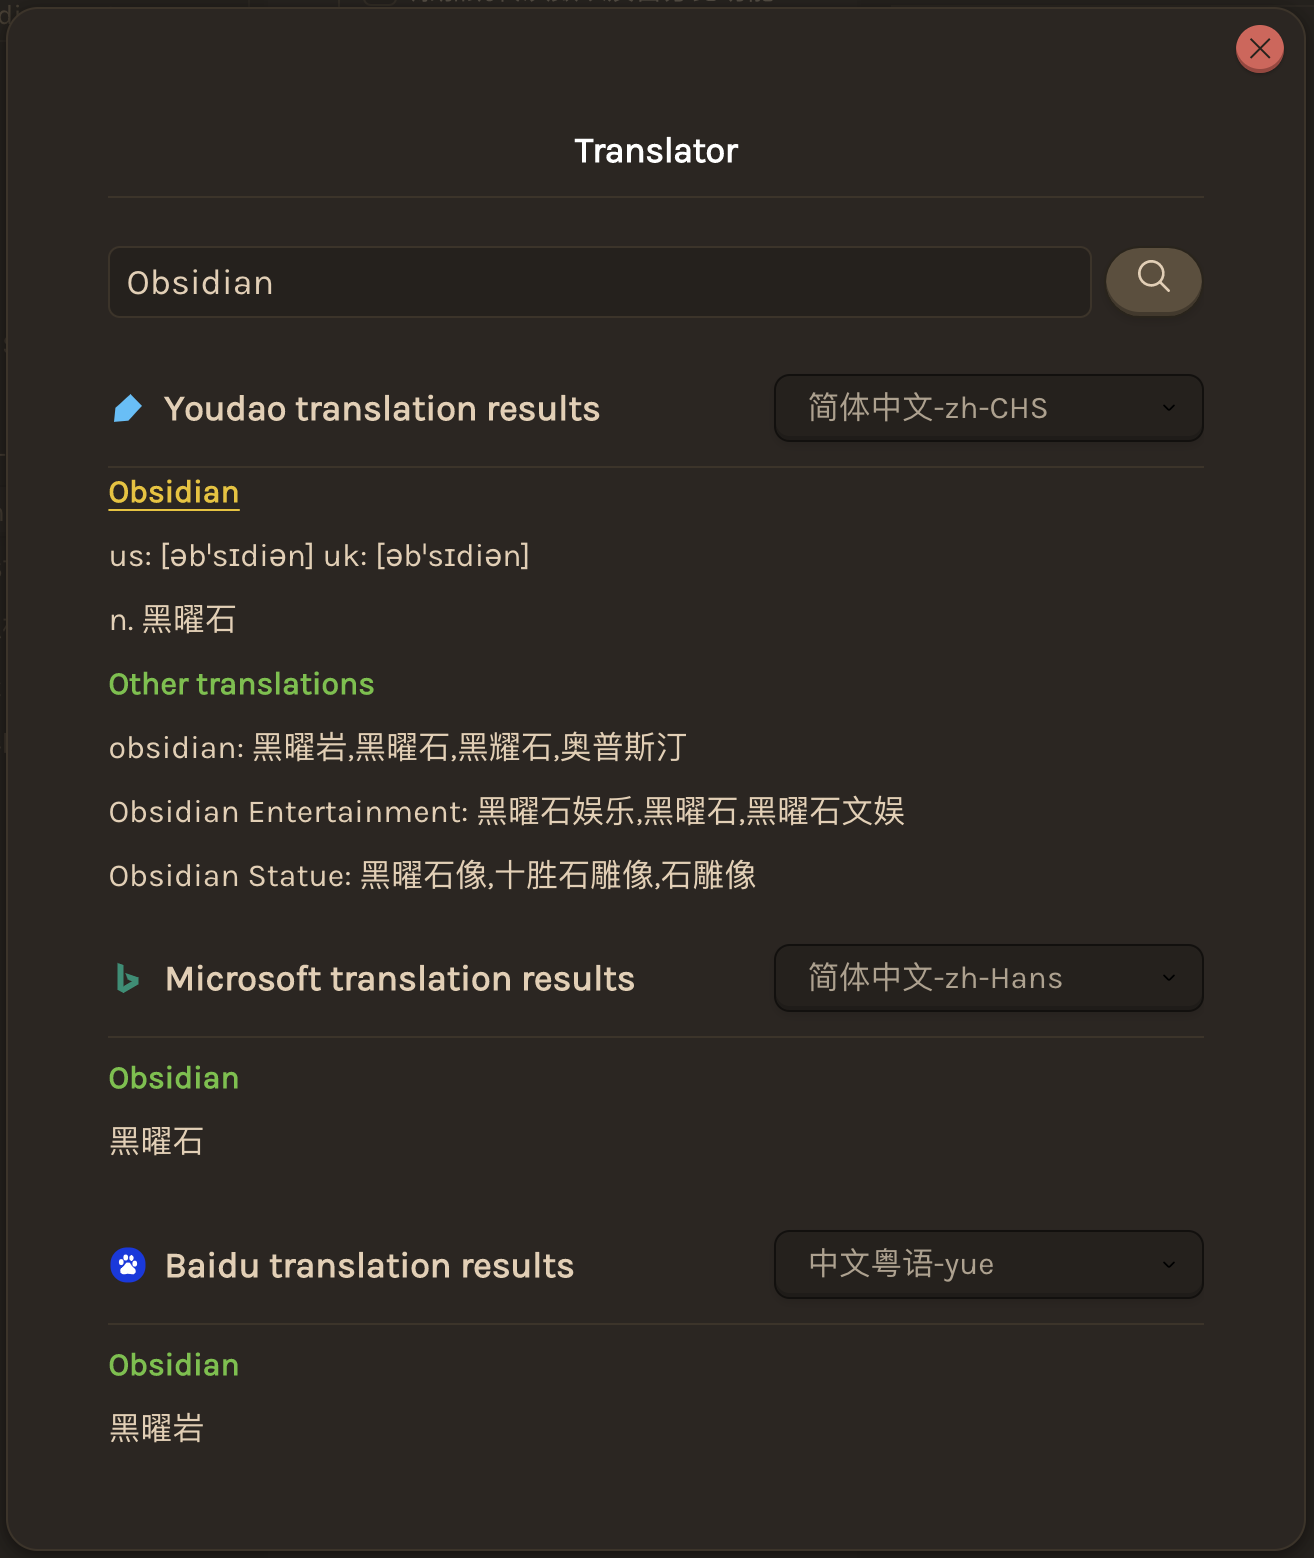 Translator
Obsidian
Youdao translation results
简体中文-zh-CHS
Obsidian
us: [əb'sɪdiən] uk: [əb'sɪdiən]
n. 黑曜石
Other translations
obsidian: 黑曜岩,黑曜石,黑耀石,奥普斯汀
Obsidian Entertainment: 黑曜石娱乐,黑曜石,黑曜石文娱
Obsidian Statue: 黑曜石像,十胜石雕像,石雕像
Microsoft translation results
简体中文-zh-Hans
Obsidian
黑曜石
Baidu translation results
中文粤语-yue
Obsidian
黑曜岩